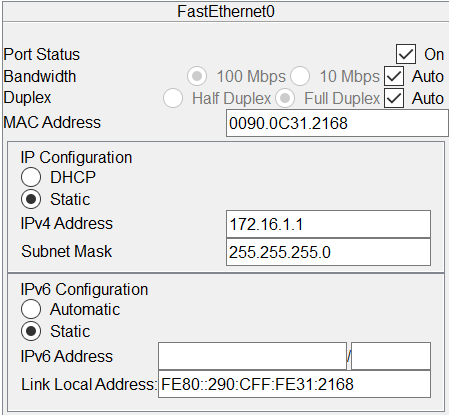 FastEthernet0
Port Status On
Bandwidth 100 Mbps 10 Mbps Auto
Duplex Half Duplex Full Duplex Auto
MAC Address 0090.0C31.2168
IP Configuration
DHCP
Static
IPv4 Address 172.16.1.1
Subnet Mask 255.255.255.0
IPv6 Configuration
Automatic
Static
IPv6 Address /
Link Local Address: FE80::290:CFF:FE31:2168